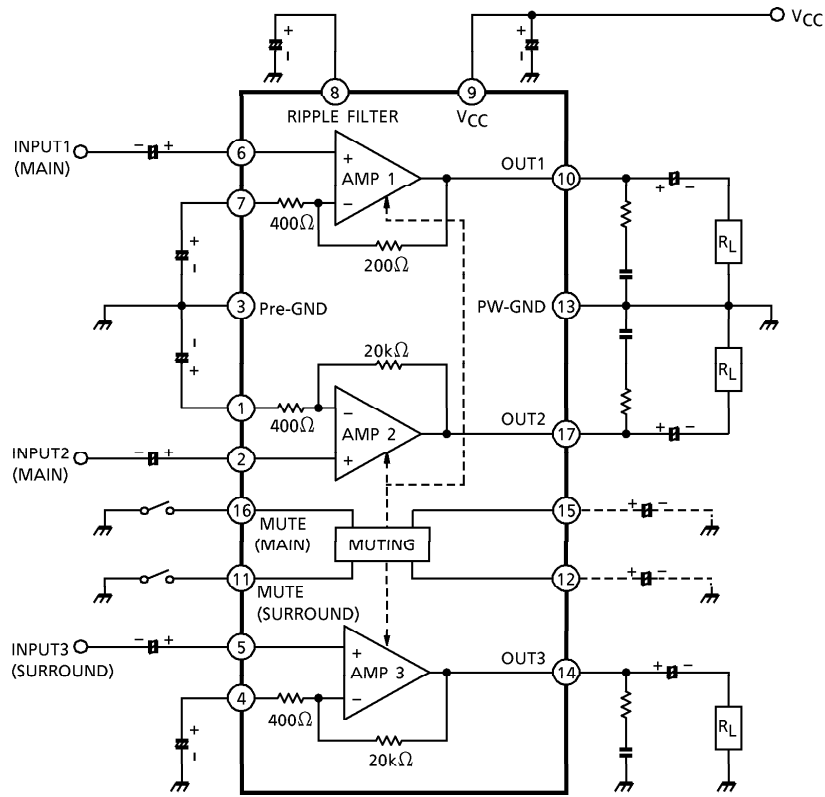 +
–
+
–
VCC
8
9
RIPPLE FILTER
VCC
INPUT1
(MAIN)
– +
6
+
AMP 1
–
OUT1
10
+ –
7
400Ω
200Ω
RL
+
–
3
Pre-GND
PW-GND
13
–
+
20kΩ
RL
1
400Ω
–
AMP 2
+
OUT2
17
+ –
INPUT2
(MAIN)
– +
2
16
MUTE
(MAIN)
MUTING
15
+ –
11
MUTE
(SURROUND)
12
+ –
INPUT3
(SURROUND)
– +
5
+
AMP 3
–
OUT3
14
+ –
4
400Ω
20kΩ
RL
+
–